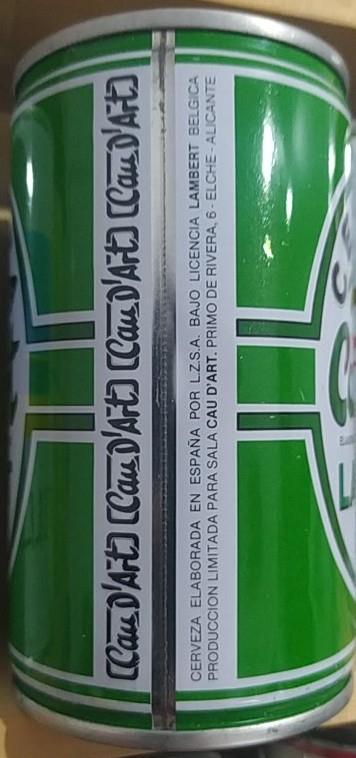 [Cau D'Art] [Cau D'Art] [Cau D'Art] [Cau D'Art]
CERVEZA ELABORADA EN ESPAÑA POR L.Z.S.A. BAJO LICENCIA LAMBERT BELGICA
PRODUCCION LIMITADA PARA SALA CAU D'ART. PRIMO DE RIVERA, 6 - ELCHE - ALICANTE